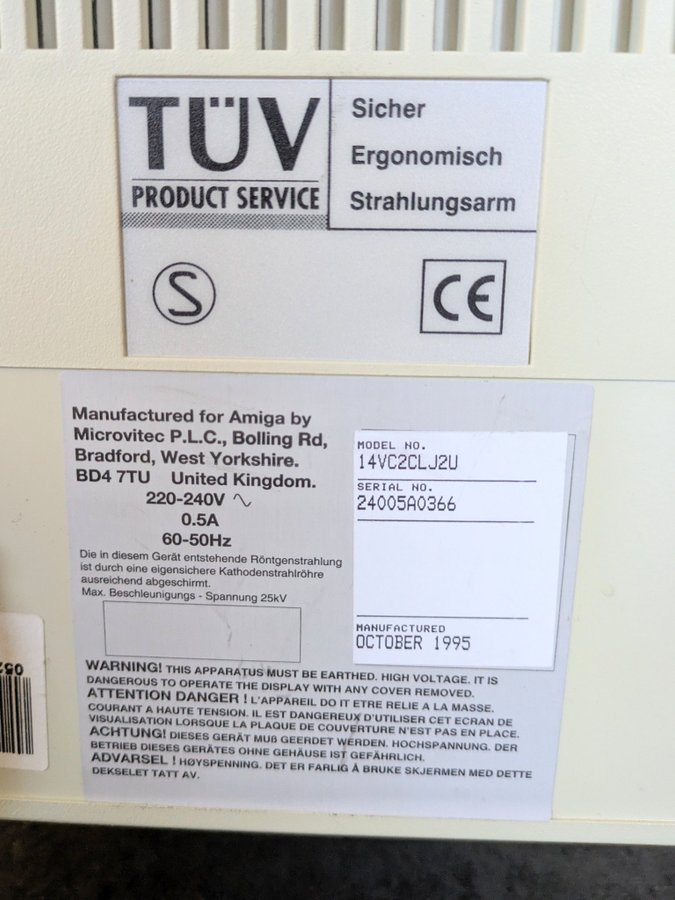 TÜV
PRODUCT SERVICE
Sicher
Ergonomisch
Strahlungsarm
S
CE
Manufactured for Amiga by
Microvitec P.L.C., Bolling Rd,
Bradford, West Yorkshire.
BD4 7TU United Kingdom.
220-240V ∿
0.5A
60-50Hz
Die in diesem Gerät entstehende Röntgenstrahlung
ist durch eine eigensichere Kathodenstrahlröhre
ausreichend abgeschirmt.
Max. Beschleunigungs - Spannung 25kV
MODEL NO.
14VC2CLJ2U
SERIAL NO.
24005A0366
MANUFACTURED
OCTOBER 1995
WARNING! THIS APPARATUS MUST BE EARTHED. HIGH VOLTAGE. IT IS
DANGEROUS TO OPERATE THE DISPLAY WITH ANY COVER REMOVED.
ATTENTION DANGER ! L'APPAREIL DO IT ETRE RELIE A LA MASSE.
COURANT A HAUTE TENSION. IL EST DANGEREUX D'UTILISER CET ECRAN DE
VISUALISATION LORSQUE LA PLAQUE DE COUVERTURE N'EST PAS EN PLACE.
ACHTUNG! DIESES GERÄT MUß GEERDET WERDEN. HOCHSPANNUNG. DER
BETRIEB DIESES GERÄTES OHNE GEHÄUSE IST GEFÄHRLICH.
ADVARSEL ! HØYSPENNING. DET ER FARLIG Å BRUKE SKJERMEN MED DETTE
DEKSELET TATT AV.